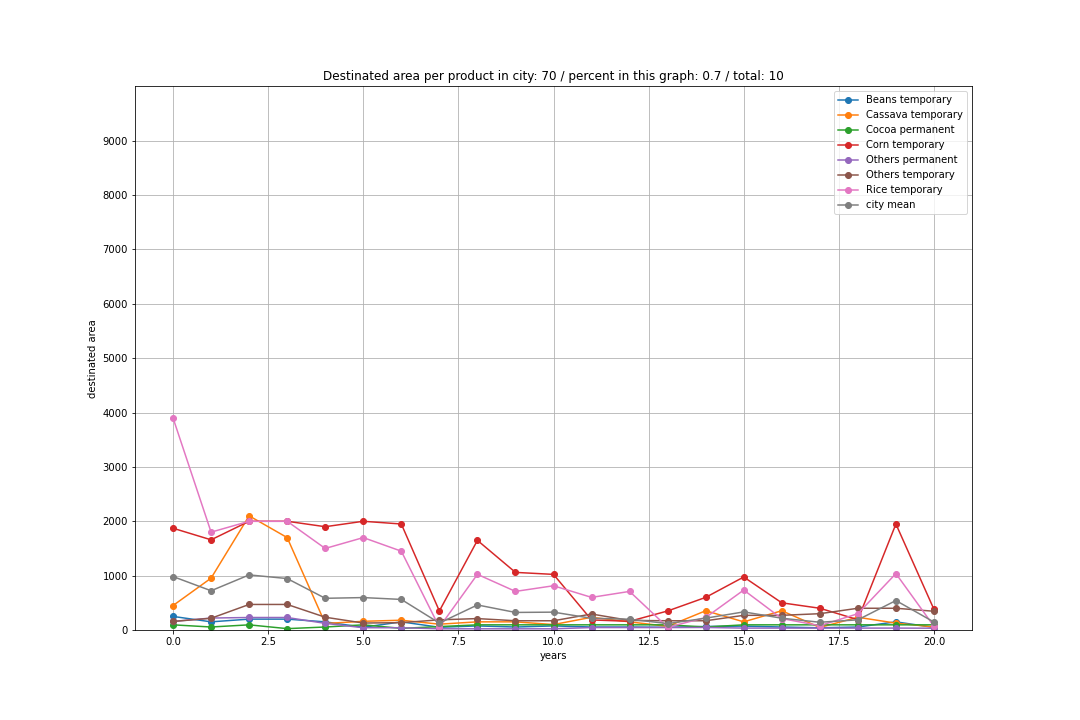 Destinated area per product in city: 70 / percent in this graph: 0.7 / total: 10
Beans temporary
Cassava temporary
Cocoa permanent
Corn temporary
Others permanent
Others temporary
Rice temporary
city mean
9000
8000
7000
6000
5000
4000
3000
2000
1000
0
destinated area
0.0 2.5 5.0 7.5 10.0 12.5 15.0 17.5 20.0
years